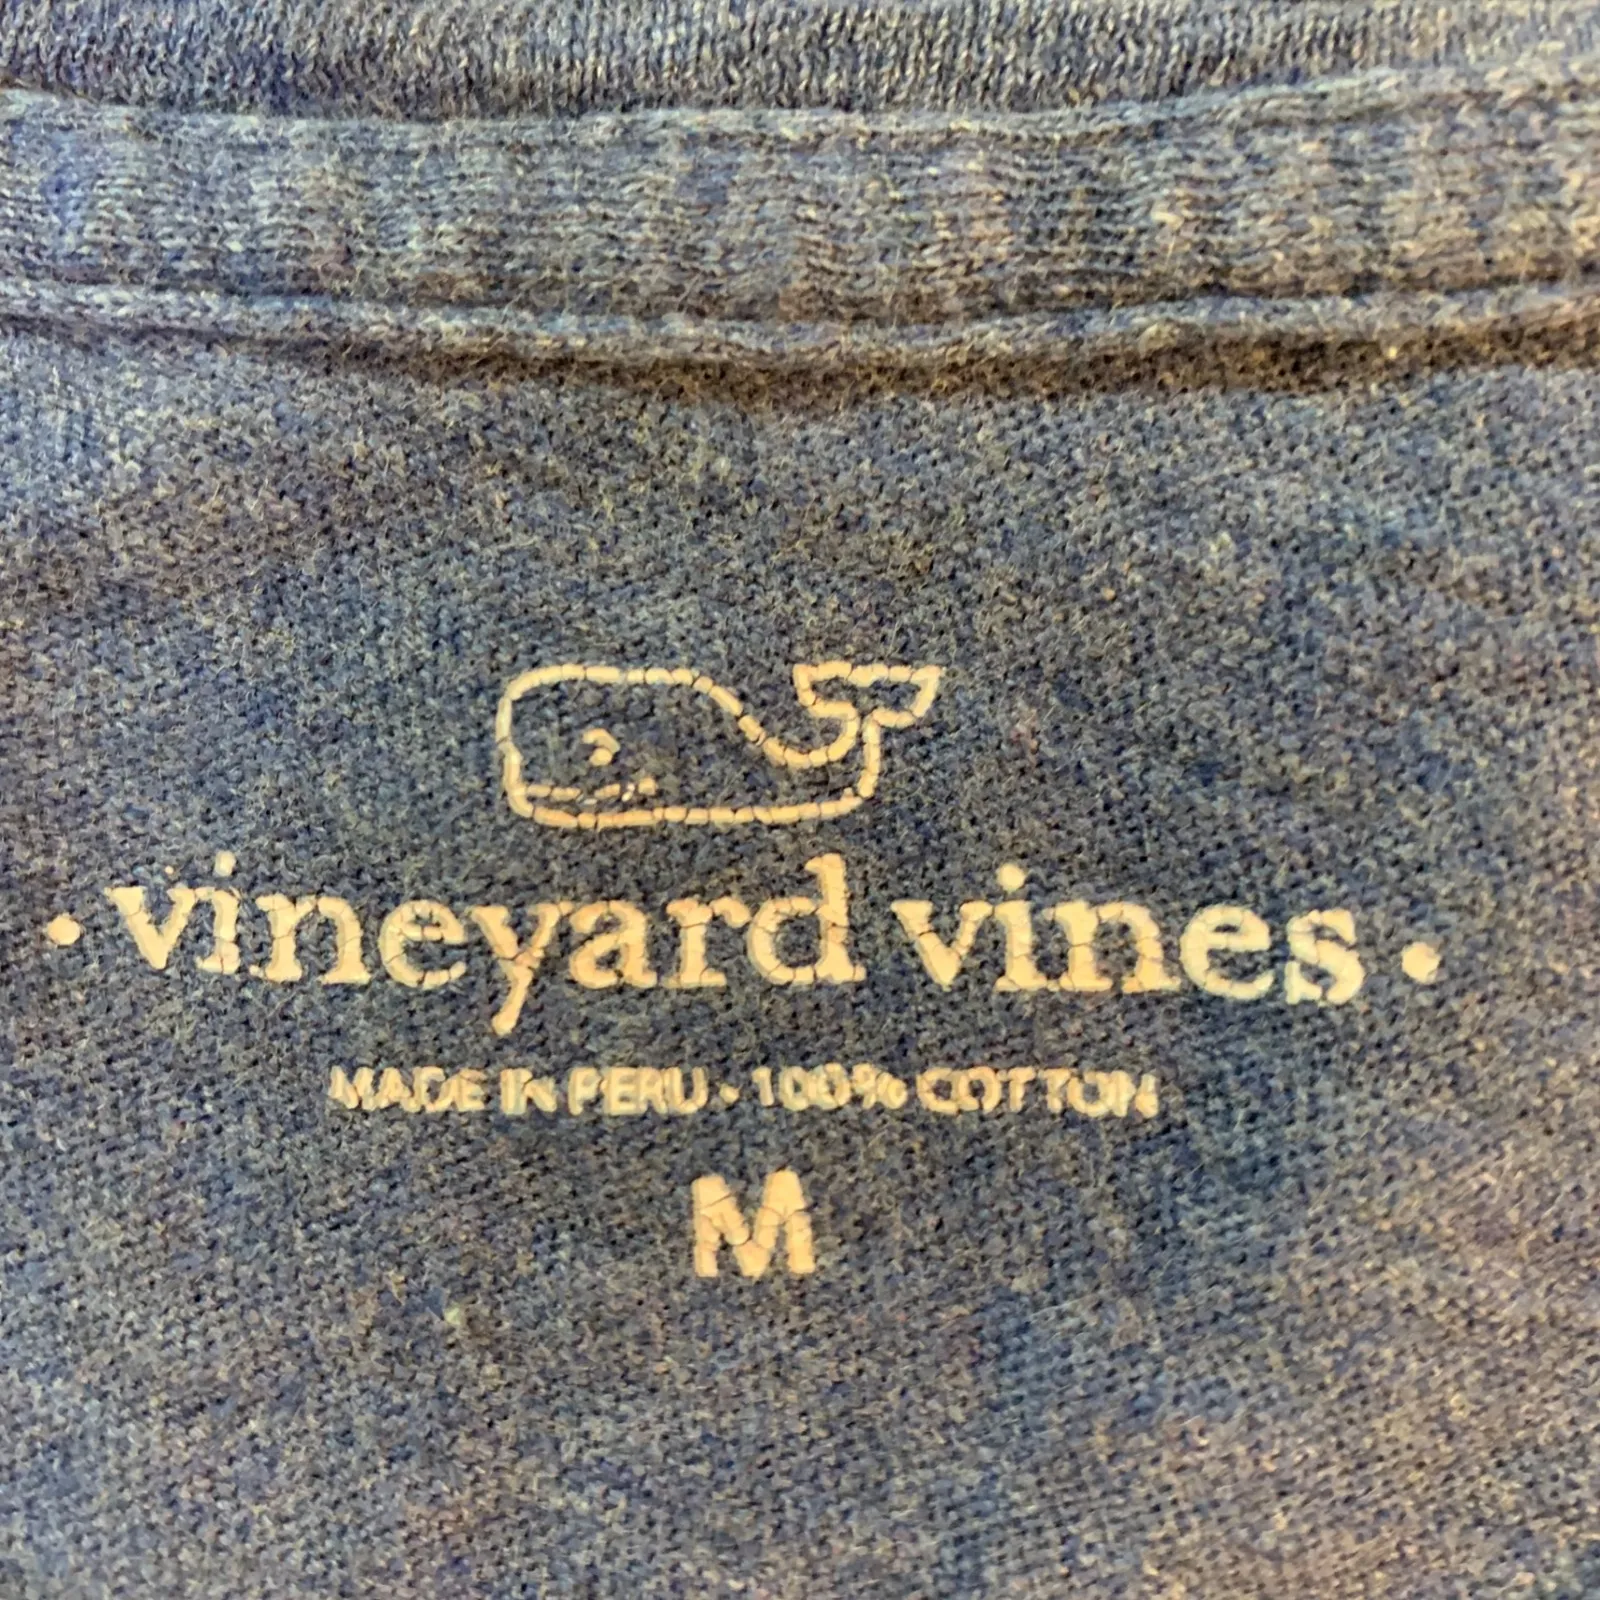 • vineyard vines •
MADE IN PERU • 100% COTTON
M